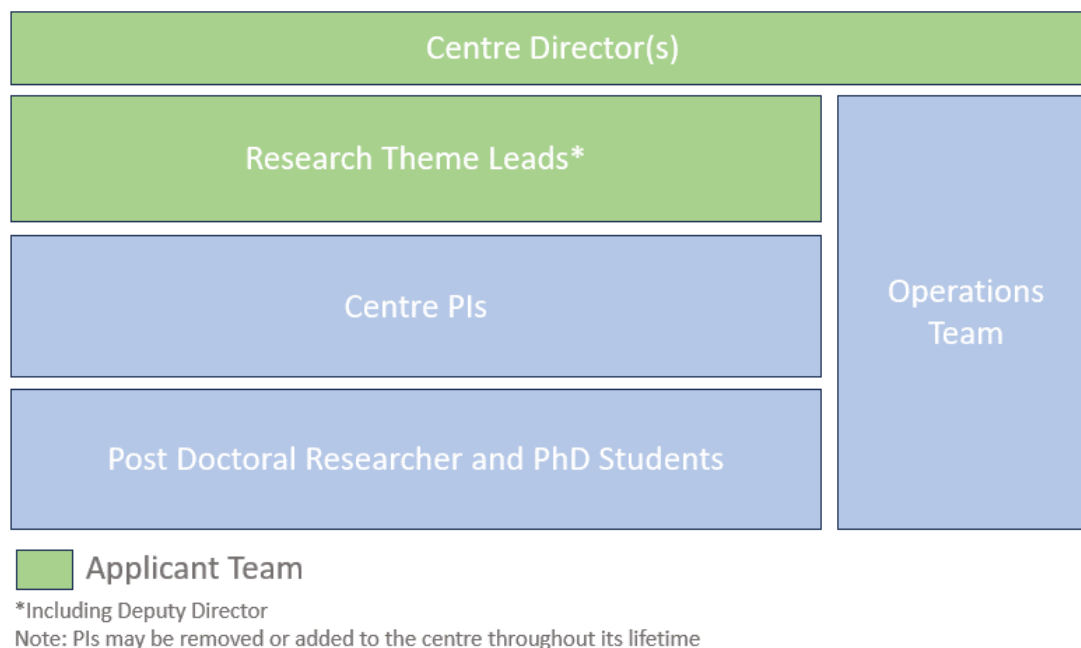 Centre Director(s)
Research Theme Leads*
Centre PIs
Post Doctoral Researcher and PhD Students
Operations
Team
Applicant Team
*Including Deputy Director
Note: PIs may be removed or added to the centre throughout its lifetime